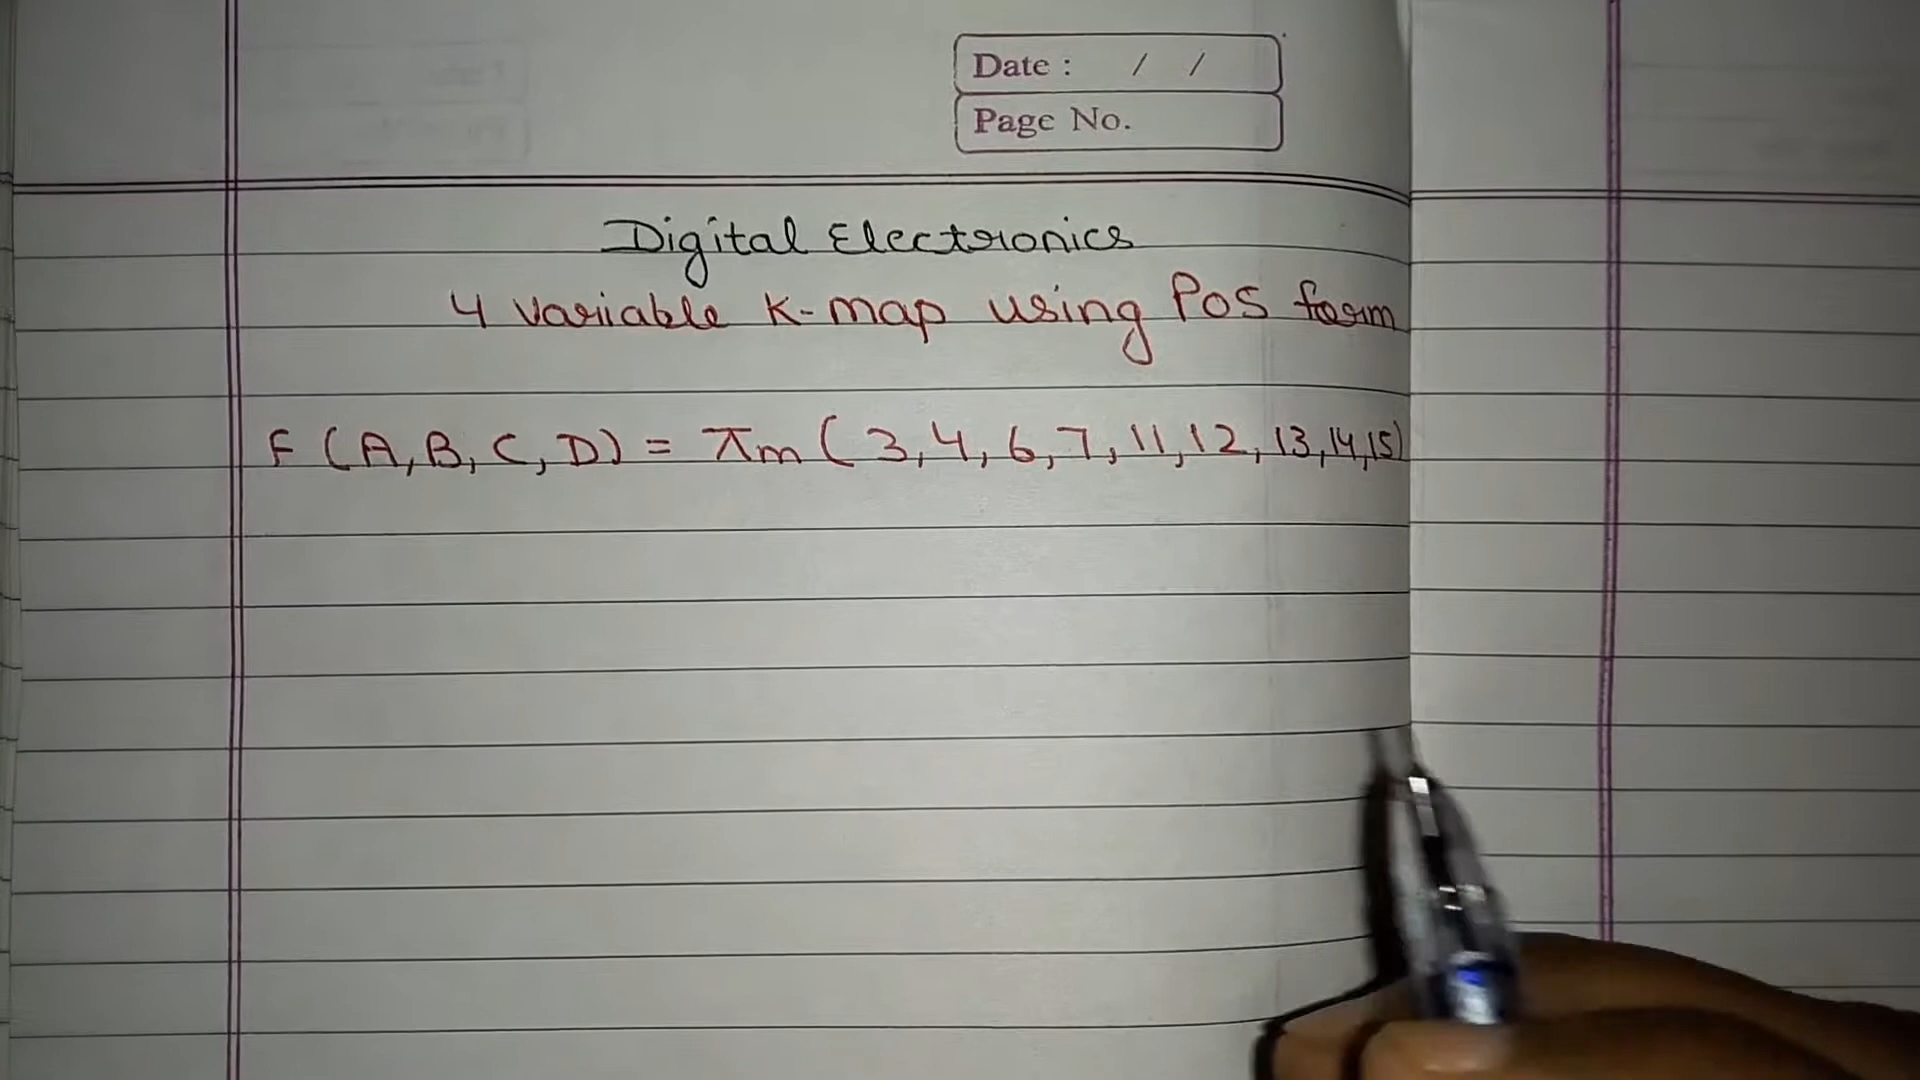 Date : / /
Page No.
Digital Electronics
4 variable K-map using POS form
F (A, B, C, D) = πm ( 3, 4, 6, 7, 11, 12, 13, 14, 15)